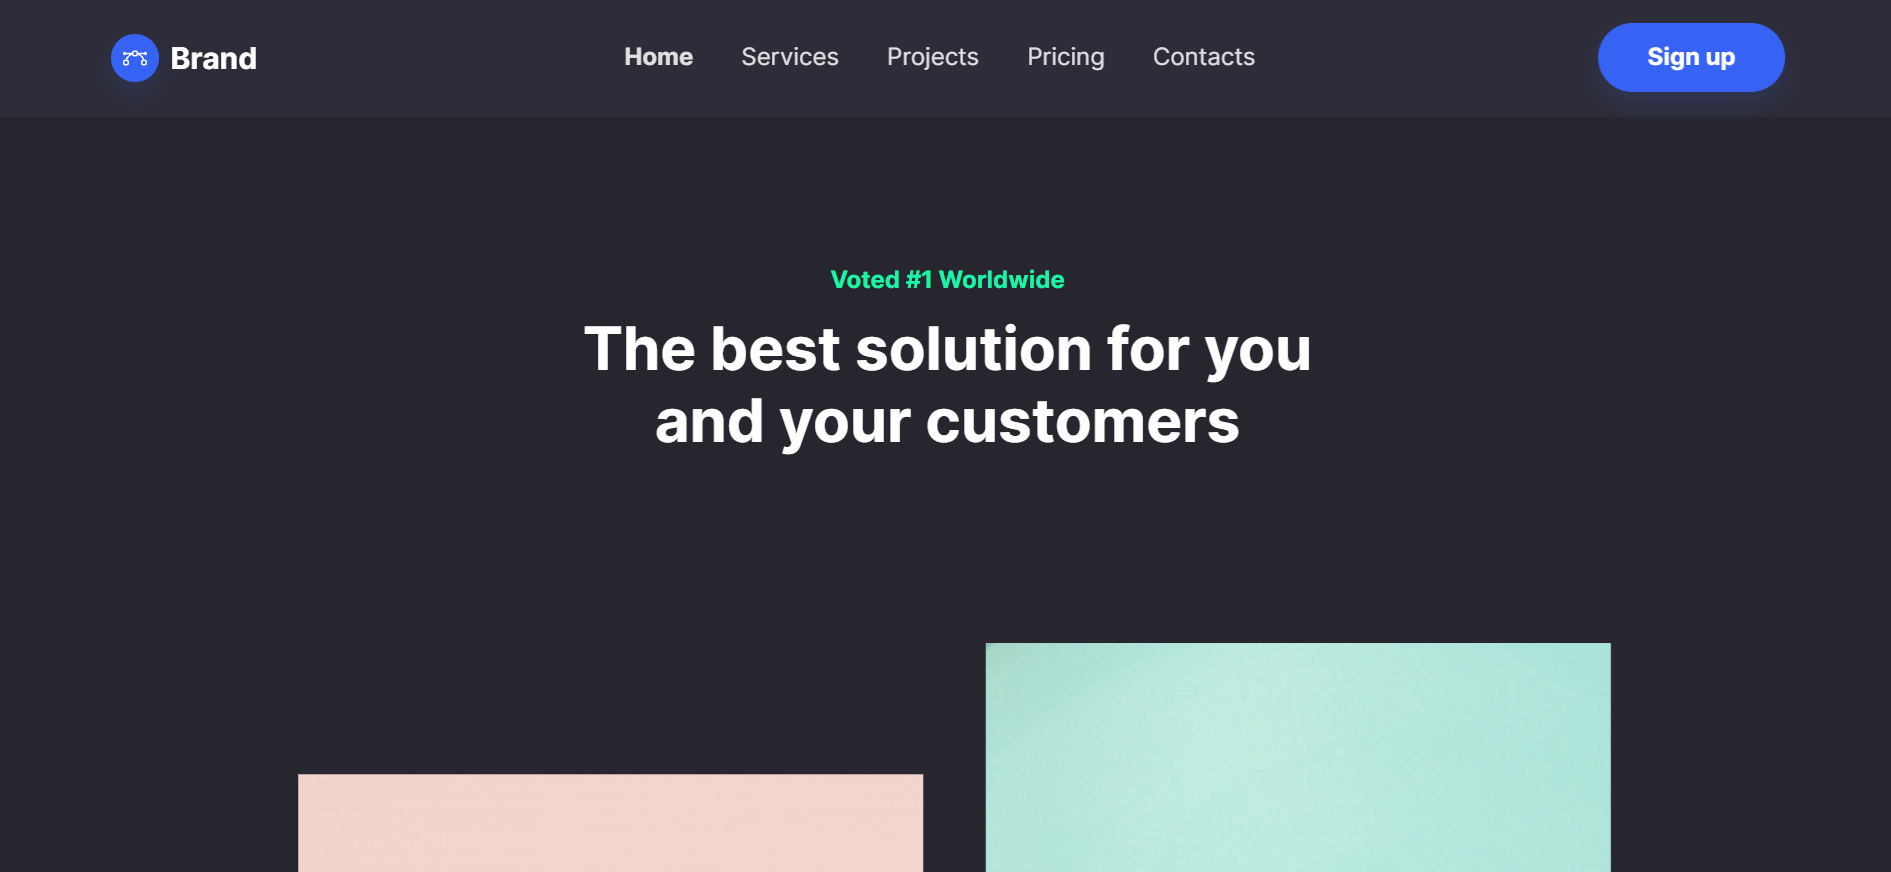 Brand
Home Services Projects Pricing Contacts
Sign up
Voted #1 Worldwide
The best solution for you
and your customers